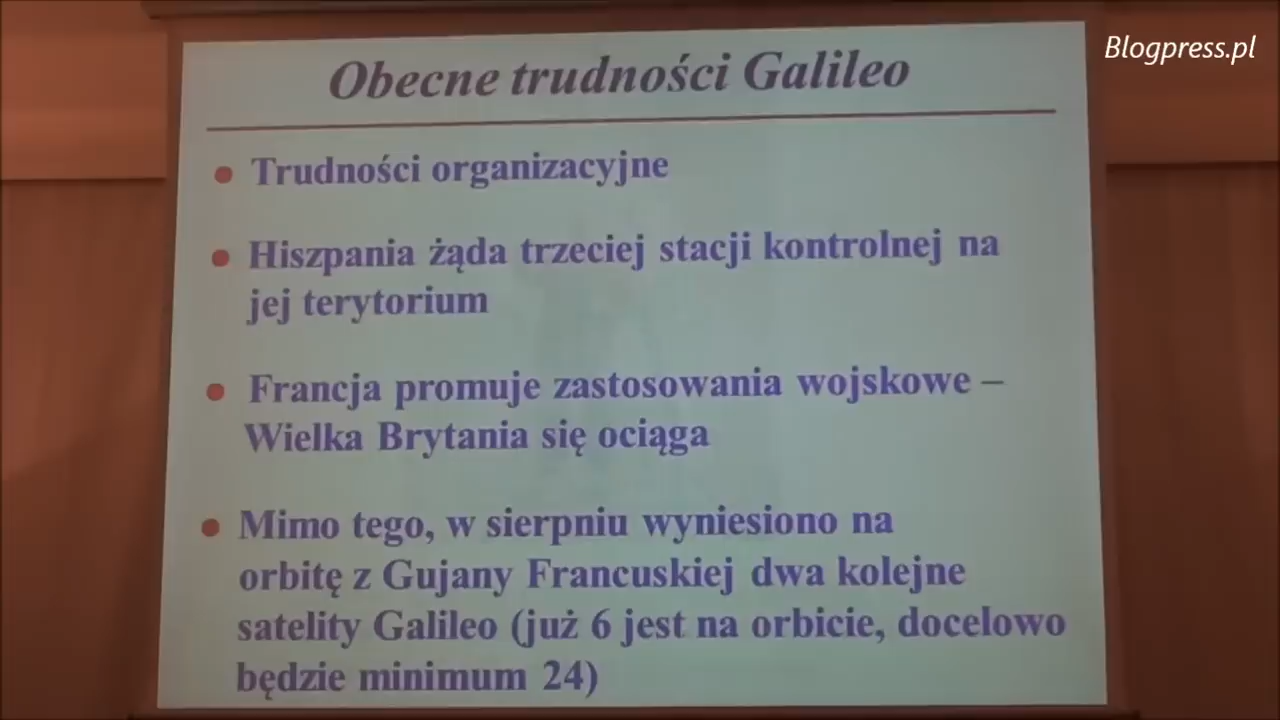 Blogpress.pl
Obecne trudności Galileo
• Trudności organizacyjne
• Hiszpania żąda trzeciej stacji kontrolnej na
jej terytorium
• Francja promuje zastosowania wojskowe –
Wielka Brytania się ociąga
• Mimo tego, w sierpniu wyniesiono na
orbitę z Gujany Francuskiej dwa kolejne
satelity Galileo (już 6 jest na orbicie, docelowo
będzie minimum 24)